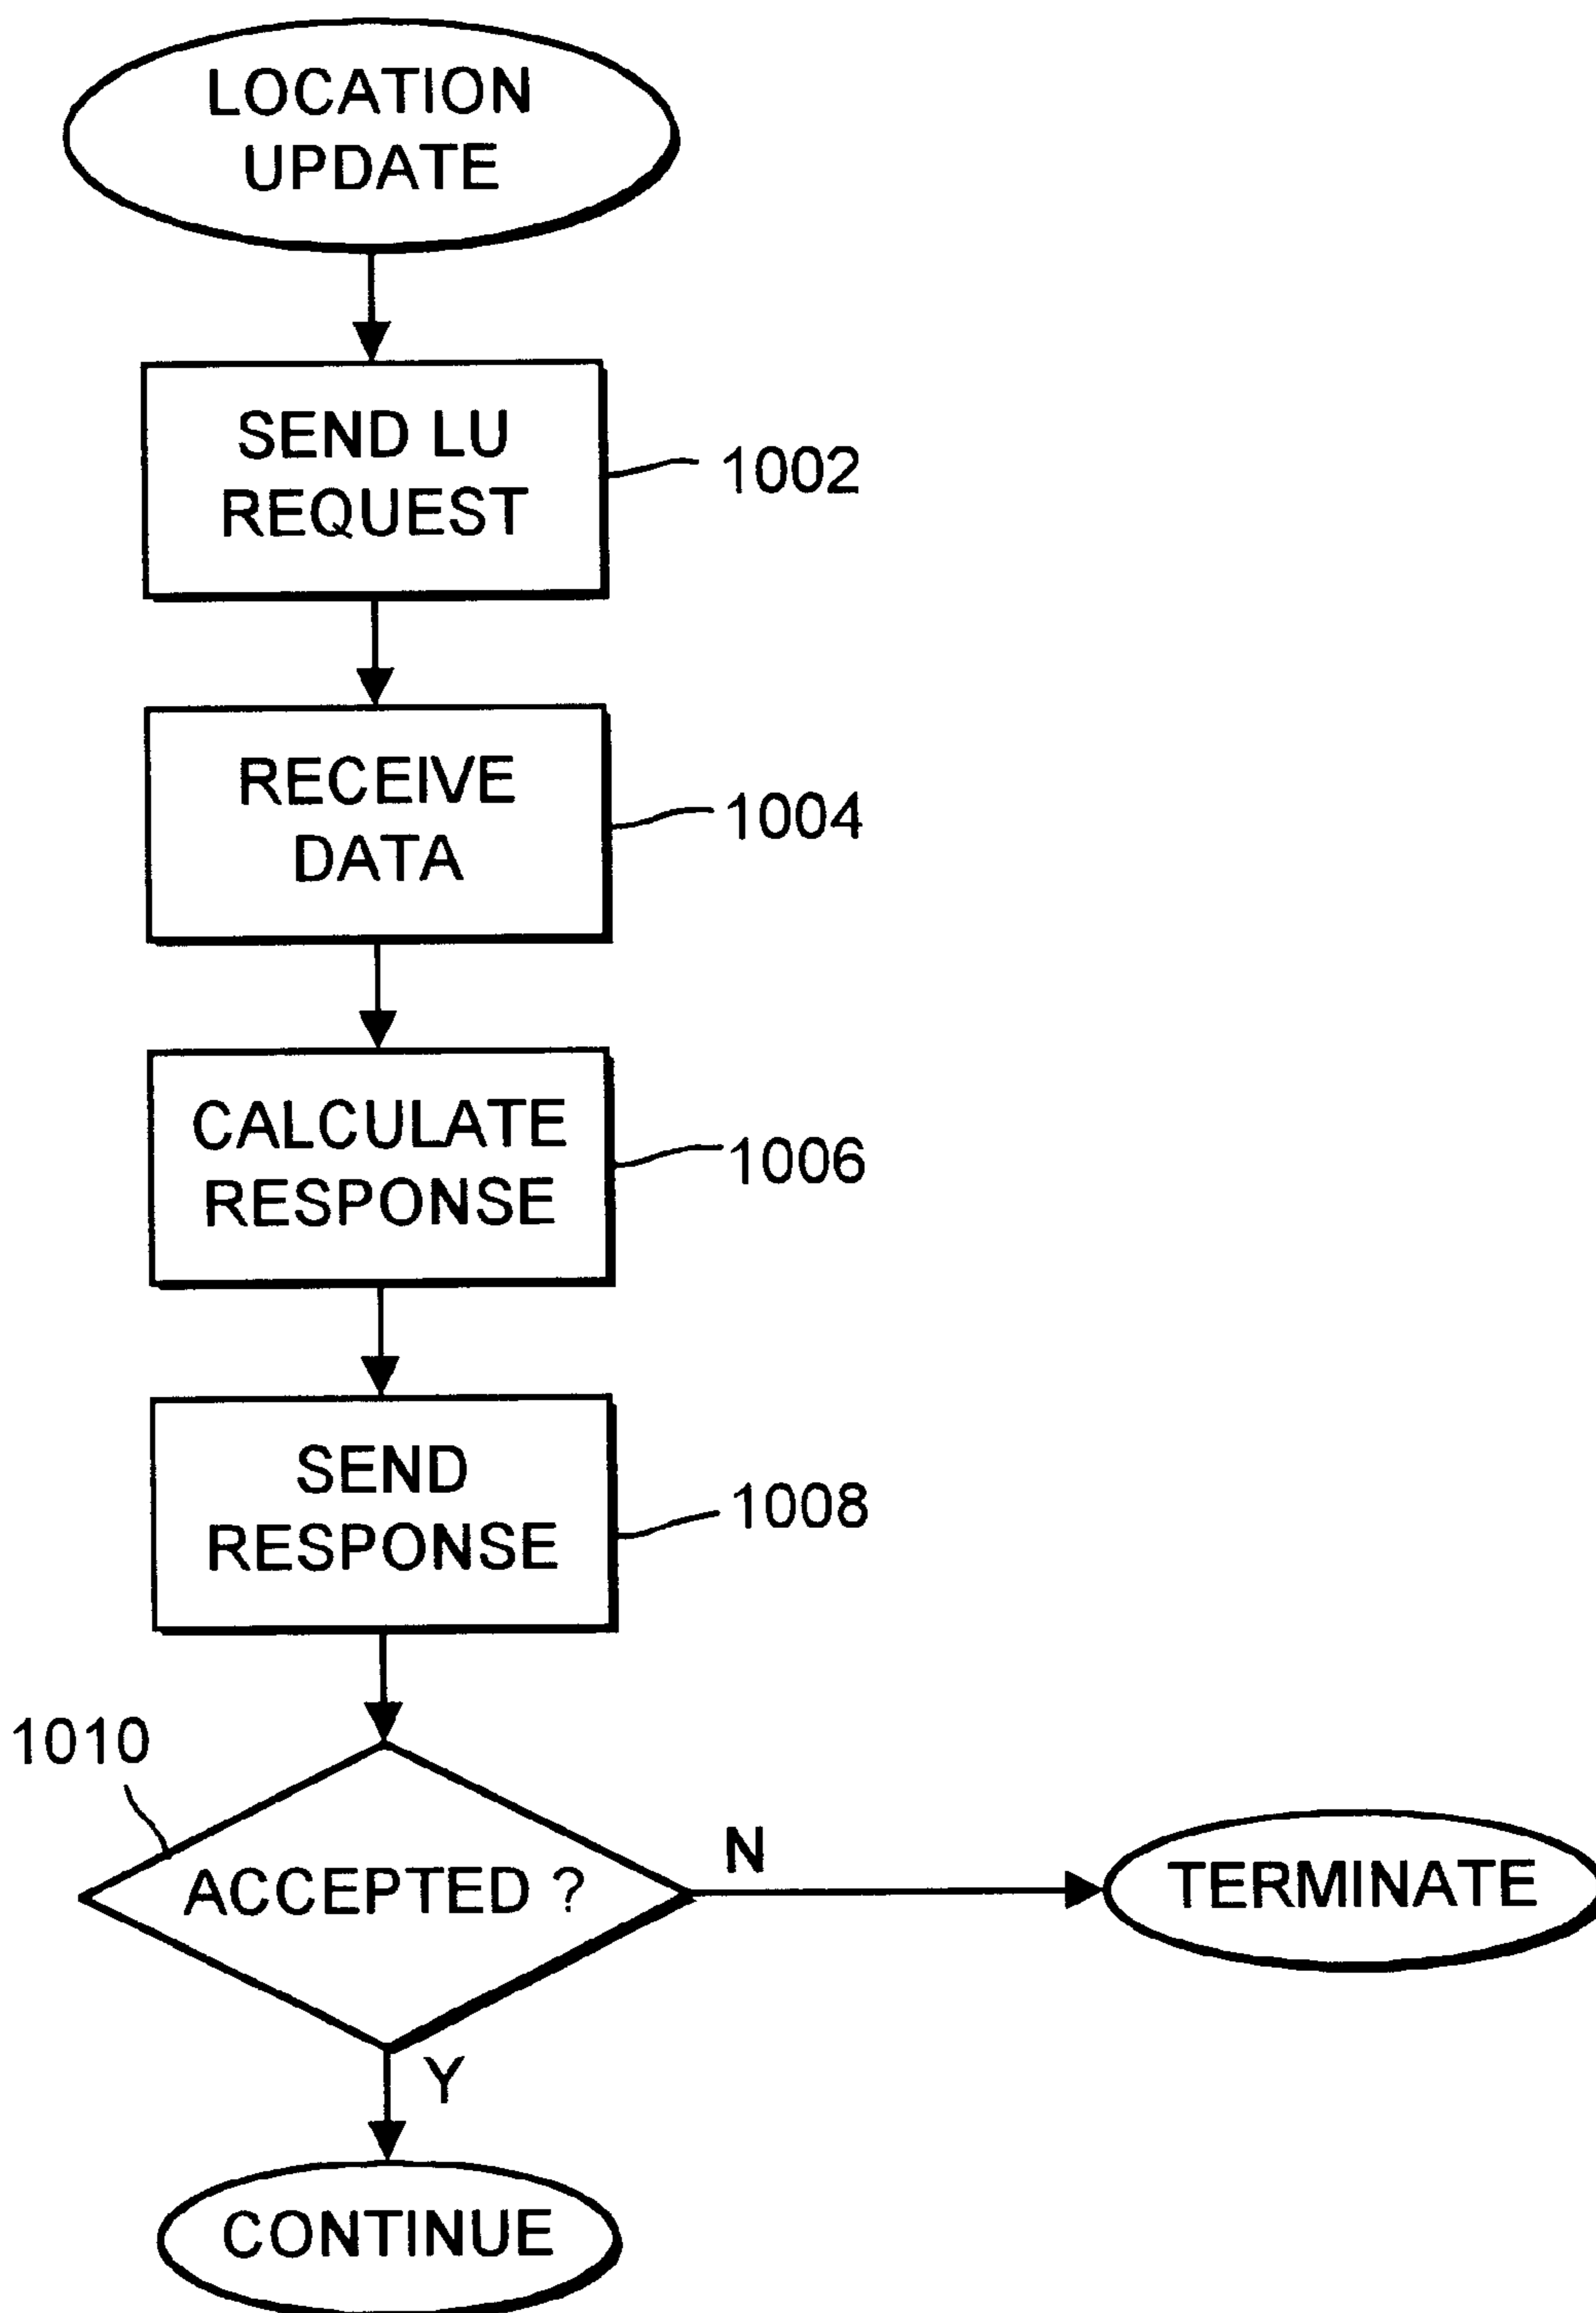 LOCATION
UPDATE
SEND LU
REQUEST
1002
RECEIVE
DATA
1004
CALCULATE
RESPONSE
1006
SEND
RESPONSE
1008
1010
ACCEPTED ?
N
TERMINATE
Y
CONTINUE